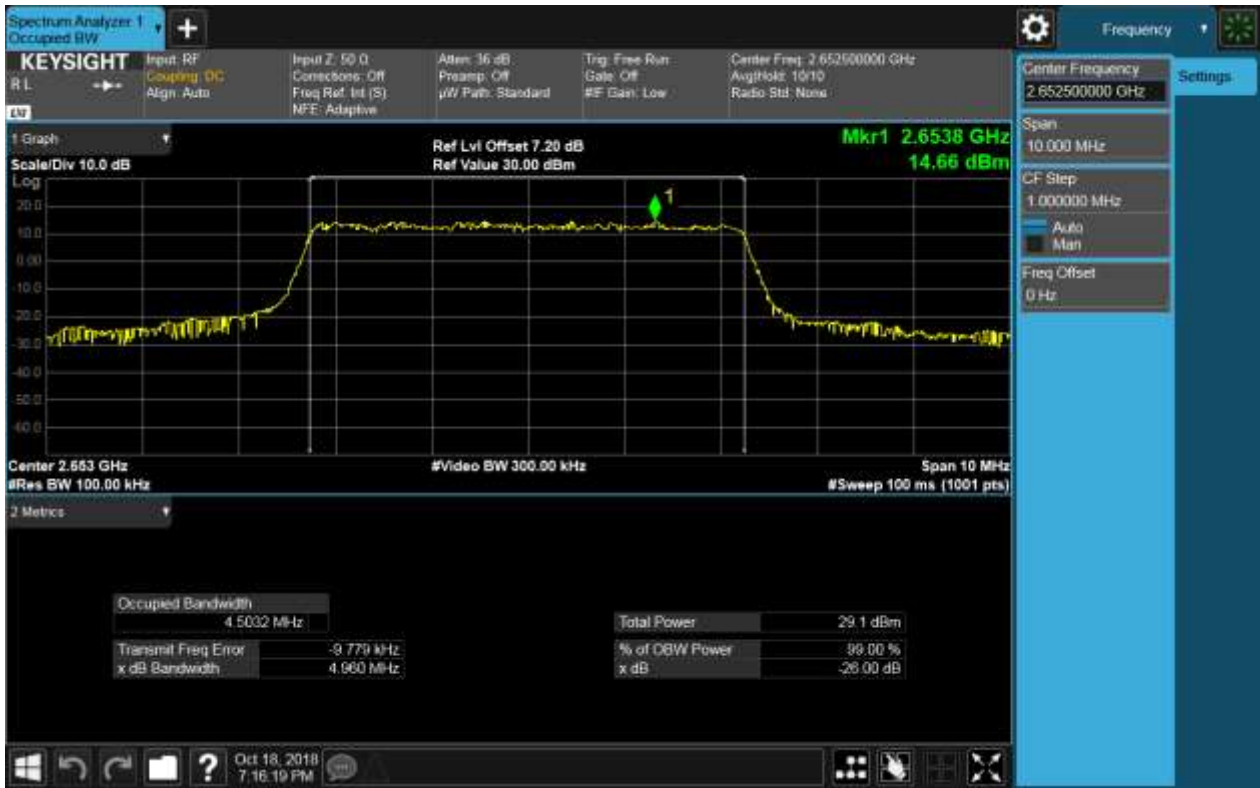 Spectrum Analyzer 1
Occupied BW
Frequency
KEYSIGHT
R L
Input: RF
Coupling: DC
Align: Auto
Input Z: 50 Ω
Corrections: Off
Freq Ref: Int (S)
NFE: Adaptive
Atten: 36 dB
Preamp: Off
µW Path: Standard
Trig: Free Run
Gate: Off
#IF Gain: Low
Center Freq: 2.652500000 GHz
Avg|Hold: 10/10
Radio Std: None
Center Frequency
2.652500000 GHz
Settings
Span
10.000 MHz
CF Step
1.000000 MHz
Auto
Man
Freq Offset
0 Hz
1 Graph
Scale/Div 10.0 dB
Ref Lvl Offset 7.20 dB
Ref Value 30.00 dBm
Mkr1 2.6538 GHz
14.66 dBm
Log
20.0
10.0
0.00
-10.0
-20.0
-30.0
-40.0
-50.0
-60.0
1
Center 2.653 GHz
#Video BW 300.00 kHz
Span 10 MHz
#Res BW 100.00 kHz
#Sweep 100 ms (1001 pts)
2 Metrics
Occupied Bandwidth
4.5032 MHz
Total Power 29.1 dBm
Transmit Freq Error -9.779 kHz
% of OBW Power 99.00 %
x dB Bandwidth 4.960 MHz
x dB -26.00 dB
?
Oct 18, 2018
7:16:19 PM